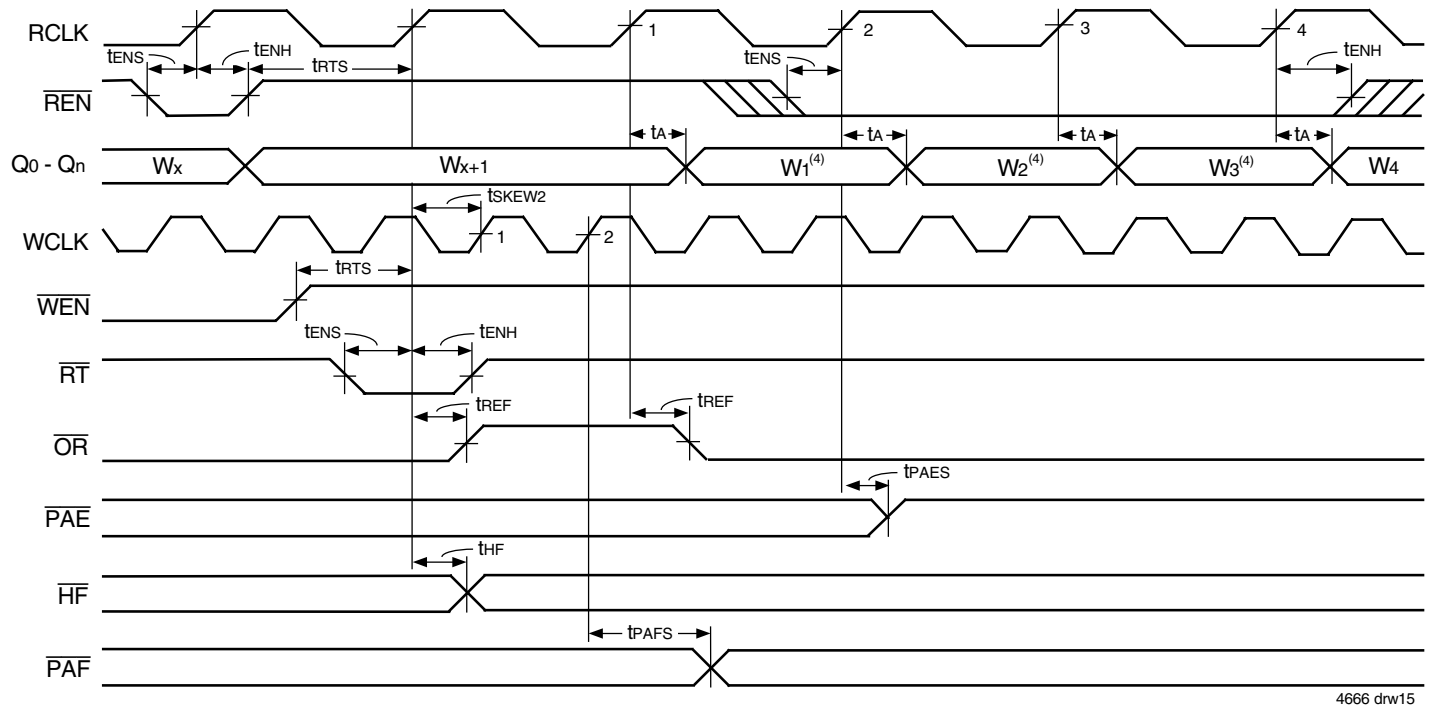 RCLK
1
2
3
4
tENS
tENH
tRTS
tENS
tENH
REN
tA
tA
tA
tA
Q0 - Qn
Wx
Wx+1
W1(4)
W2(4)
W3(4)
W4
tSKEW2
WCLK
1
2
tRTS
WEN
tENS
tENH
RT
tREF
tREF
OR
tPAES
PAE
tHF
HF
tPAFS
PAF
4666 drw15